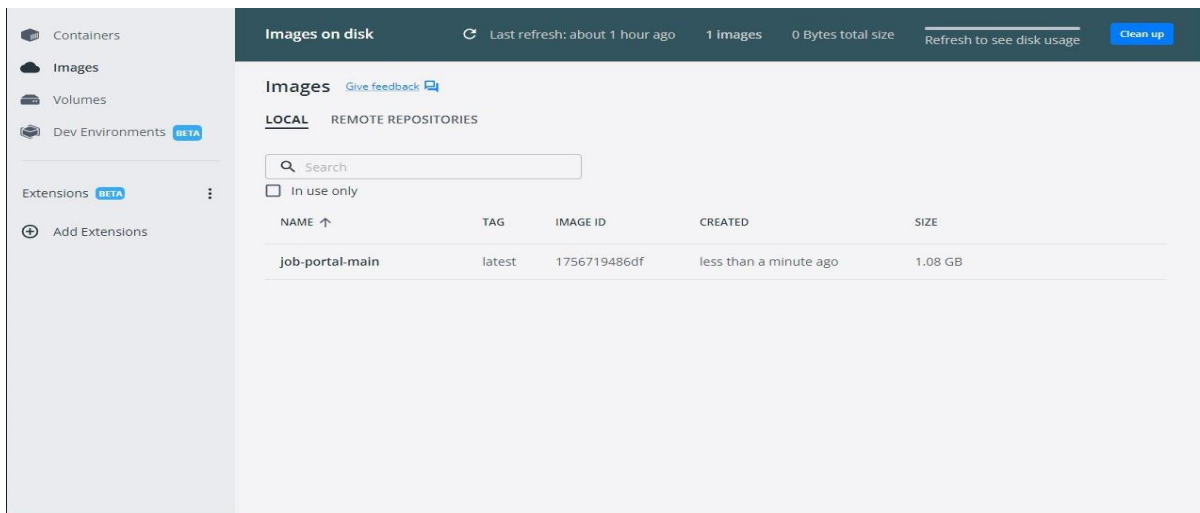 Containers
Images
Volumes
Dev Environments BETA
Extensions BETA
Add Extensions
Images on disk Last refresh: about 1 hour ago 1 images 0 Bytes total size Refresh to see disk usage Clean up
Images Give feedback
LOCAL REMOTE REPOSITORIES
Search
In use only
NAME TAG IMAGE ID CREATED SIZE
job-portal-main latest 1756719486df less than a minute ago 1.08 GB